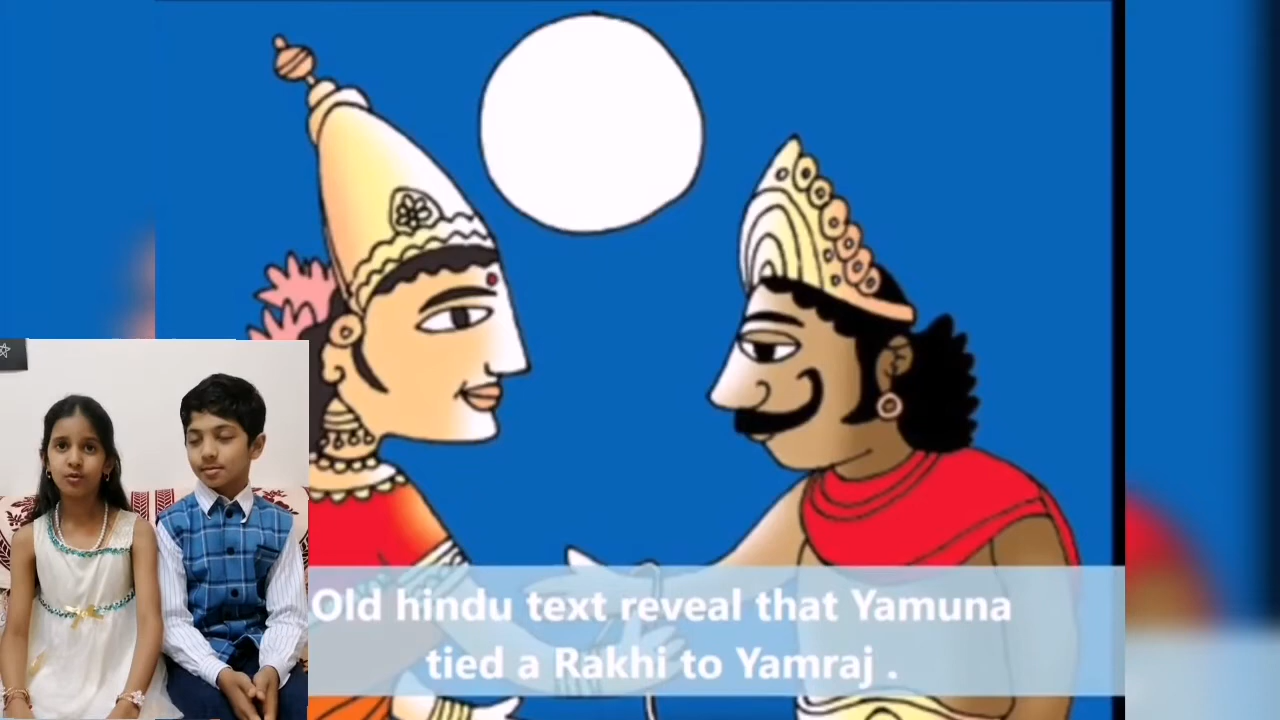 Old hindu text reveal that Yamuna
tied a Rakhi to Yamraj .